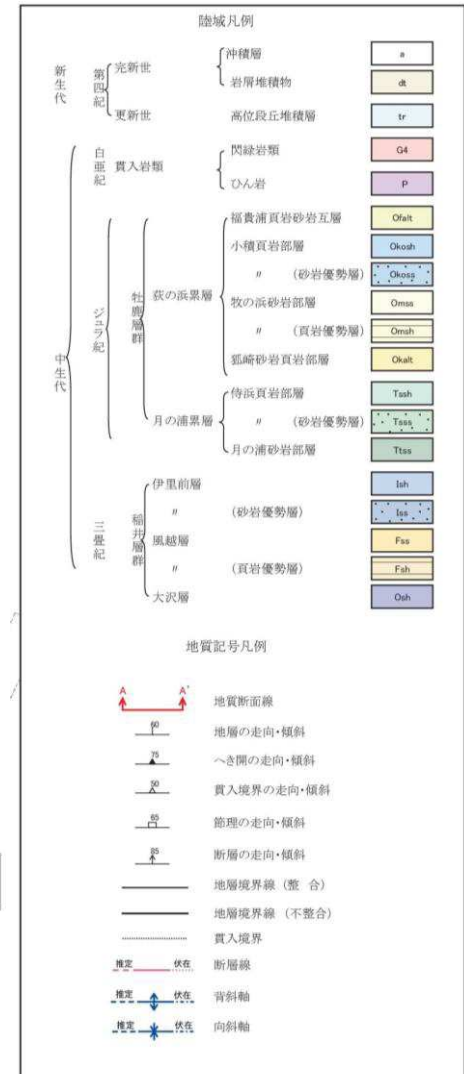 陸域凡例
新生代
第四紀
完新世
沖積層
a
岩屑堆積物
dt
更新世
高位段丘堆積層
tr
中生代
白亜紀
貫入岩類
閃緑岩類
G4
ひん岩
P
ジュラ紀
牡鹿層群
荻の浜累層
福貴浦頁岩砂岩互層
Ofalt
小積頁岩部層
Okosh
〃 (砂岩優勢層)
Okoss
牧の浜砂岩部層
Omss
〃 (頁岩優勢層)
Omsh
狐崎砂岩頁岩部層
Okalt
月の浦累層
侍浜頁岩部層
Tssh
〃 (砂岩優勢層)
Tsss
月の浦砂岩部層
Ttss
三畳紀
稲井層群
伊里前層
Ish
〃 (砂岩優勢層)
Iss
風越層
Fss
〃 (頁岩優勢層)
Fsh
大沢層
Osh
地質記号凡例
A A' 地質断面線
60 地層の走向・傾斜
75 へき開の走向・傾斜
50 貫入境界の走向・傾斜
65 節理の走向・傾斜
85 断層の走向・傾斜
地層境界線 (整 合)
地層境界線 (不整合)
貫入境界
推定 伏在 断層線
推定 伏在 背斜軸
推定 伏在 向斜軸